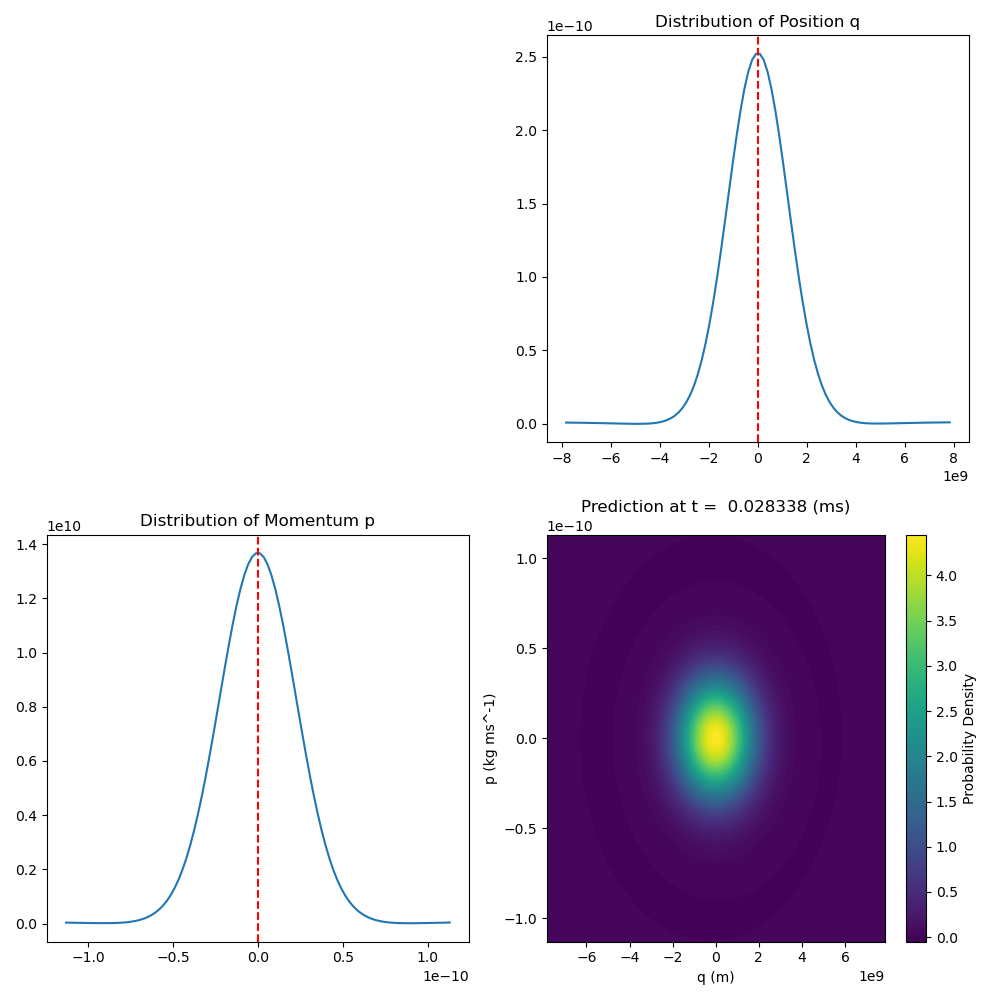 Distribution of Position q
1e−10
2.5
2.0
1.5
1.0
0.5
0.0
−8 −6 −4 −2 0 2 4 6 8
1e9
Distribution of Momentum p
1e10
1.4
1.2
1.0
0.8
0.6
0.4
0.2
0.0
−1.0 −0.5 0.0 0.5 1.0
1e−10
Prediction at t =  0.028338 (ms)
1e−10
1.0
0.5
0.0
−0.5
−1.0
p (kg ms^-1)
−6 −4 −2 0 2 4 6
1e9
q (m)
4.0
3.5
3.0
2.5
2.0
1.5
1.0
0.5
0.0
Probability Density